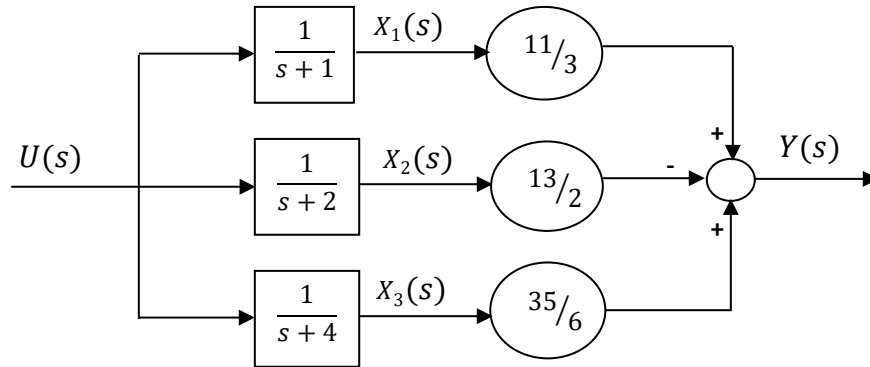 1/(s + 1)
X₁(s)
11/3
+
U(s)
1/(s + 2)
X₂(s)
13/2
-
Y(s)
+
1/(s + 4)
X₃(s)
35/6